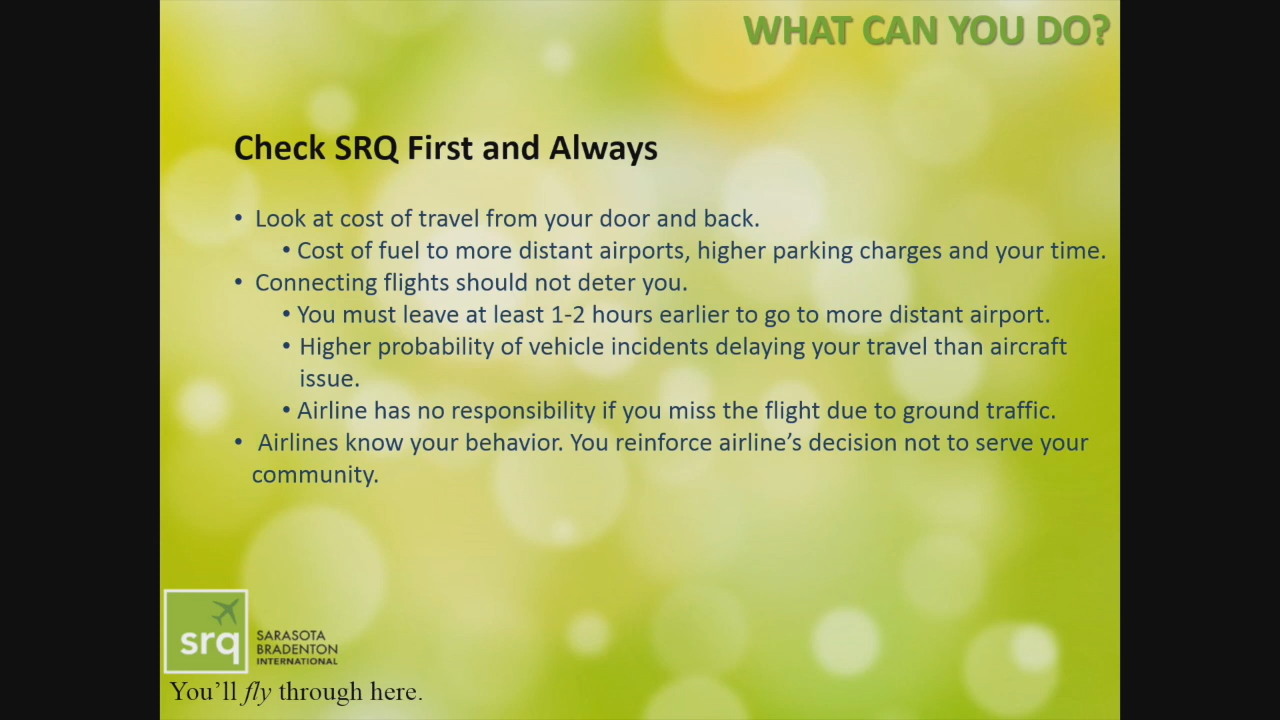 WHAT CAN YOU DO?
Check SRQ First and Always
• Look at cost of travel from your door and back.
• Cost of fuel to more distant airports, higher parking charges and your time.
• Connecting flights should not deter you.
• You must leave at least 1-2 hours earlier to go to more distant airport.
• Higher probability of vehicle incidents delaying your travel than aircraft
issue.
• Airline has no responsibility if you miss the flight due to ground traffic.
• Airlines know your behavior. You reinforce airline’s decision not to serve your
community.
srq
SARASOTA
BRADENTON
INTERNATIONAL
You’ll fly through here.